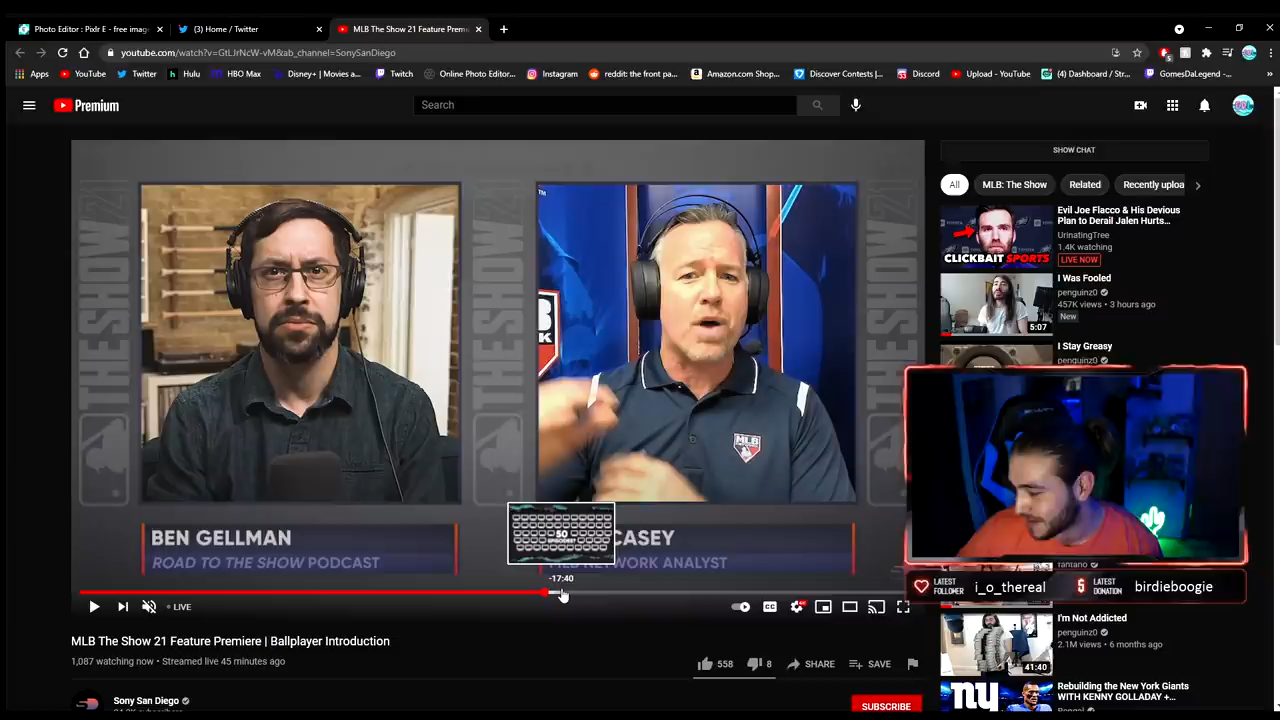 Photo Editor : Pixlr E - free imag
(3) Home / Twitter
MLB The Show 21 Feature Premie
youtube.com/watch?v=GtLJrNcW-vM&ab_channel=SonySanDiego
Apps
YouTube
Twitter
Hulu
HBO Max
Disney+ | Movies a...
Twitch
Online Photo Editor...
Instagram
reddit: the front pa...
Amazon.com Shop...
Discover Contests |...
Discord
Upload - YouTube
(4) Dashboard / Str...
GomesDaLegend -...
Premium
Search
SHOW CHAT
All
MLB: The Show
Related
Recently uploa
THESHOW21
MLB
BEN GELLMAN
ROAD TO THE SHOW PODCAST
CASEY
NETWORK ANALYST
50
-17:40
LIVE
Evil Joe Flacco & His Devious
Plan to Derail Jalen Hurts...
UrinatingTree
1.4K watching
LIVE NOW
CLICKBAIT SPORTS
I Was Fooled
penguinz0
457K views • 3 hours ago
New
5:07
I Stay Greasy
penguinz0
LATEST
FOLLOWER
i_o_thereal
LATEST
DONATION
birdieboogie
fantano
MLB The Show 21 Feature Premiere | Ballplayer Introduction
1,087 watching now • Streamed live 45 minutes ago
558
8
SHARE
SAVE
I'm Not Addicted
penguinz0
2.1M views • 6 months ago
41:40
Rebuilding the New York Giants
WITH KENNY GOLLADAY +...
ny
Sony San Diego
SUBSCRIBE